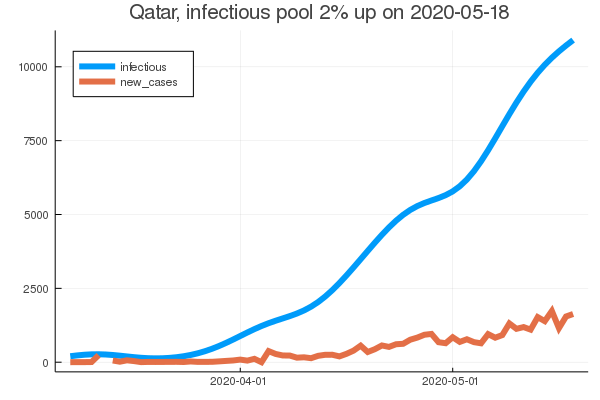 Qatar, infectious pool 2% up on 2020-05-18
infectious
new_cases
10000
7500
5000
2500
0
2020-04-01
2020-05-01